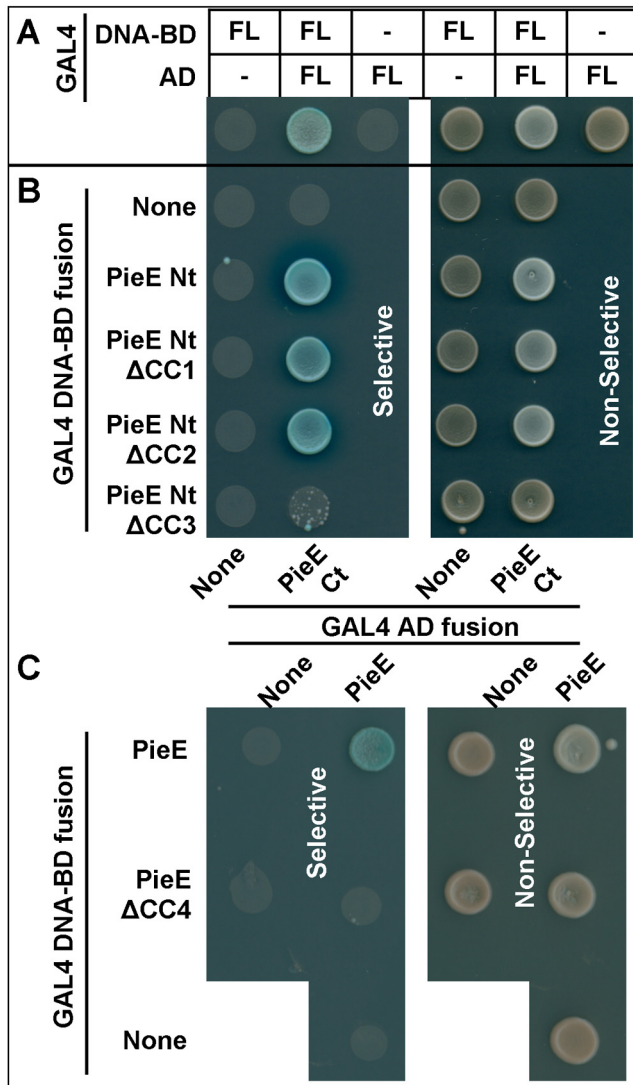 A
GAL4
DNA-BD FL FL - FL FL -
AD - FL FL - FL FL
B
GAL4 DNA-BD fusion
None
PieE Nt
PieE Nt
ΔCC1
PieE Nt
ΔCC2
PieE Nt
ΔCC3
Selective
Non-Selective
None PieE Ct None PieE Ct
GAL4 AD fusion
C
None PieE None PieE
GAL4 DNA-BD fusion
PieE
PieE
ΔCC4
None
Selective
Non-Selective